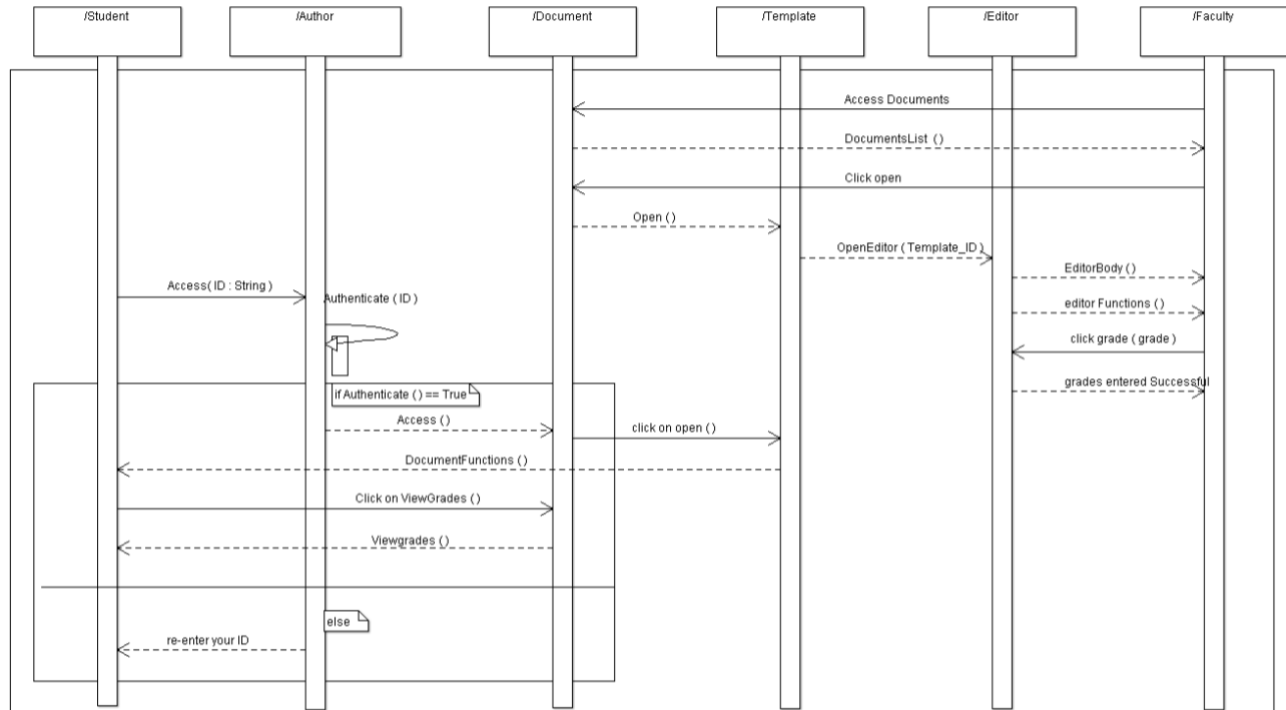 /Student
/Author
/Document
/Template
/Editor
/Faculty
Access Documents
DocumentsList ( )
Click open
Open ( )
OpenEditor ( Template_ID )
EditorBody ( )
Access( ID : String )
Authenticate ( ID )
editor Functions ( )
click grade ( grade )
grades entered Successful
if Authenticate ( ) == True
Access ( )
click on open ( )
DocumentFunctions ( )
Click on ViewGrades ( )
Viewgrades ( )
else
re-enter your ID